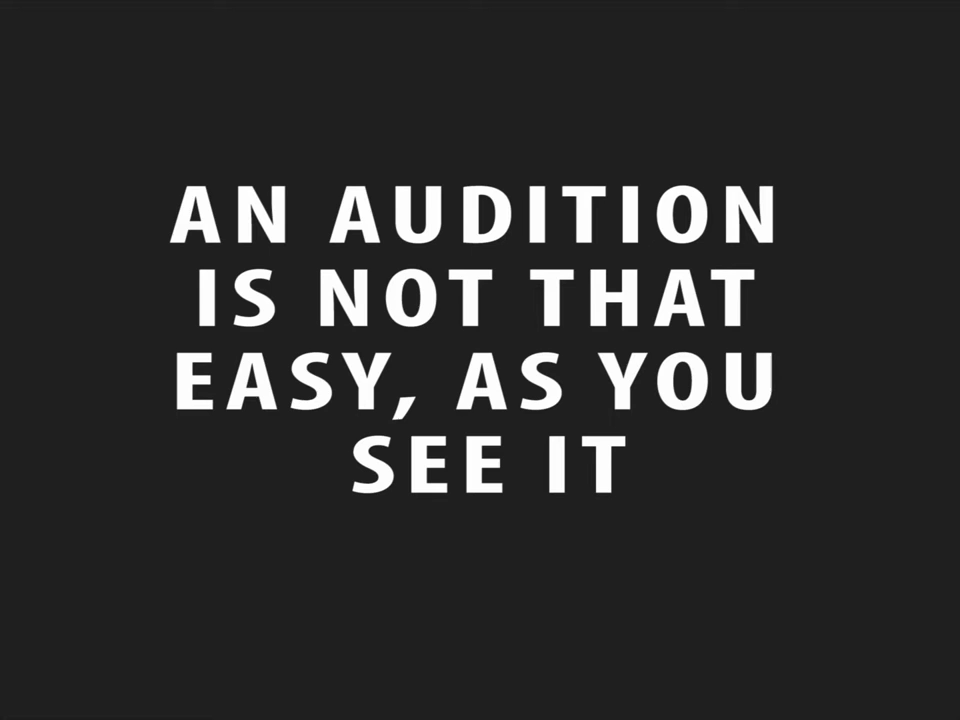 AN AUDITION
IS NOT THAT
EASY, AS YOU
SEE IT